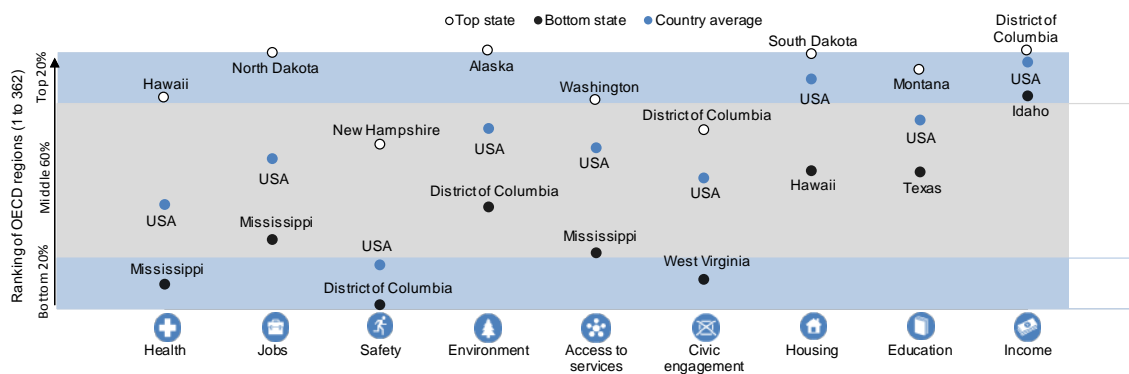 Top state Bottom state Country average
Ranking of OECD regions (1 to 362)
Top 20%
Middle 60%
Bottom 20%
Hawaii
USA
Mississippi
North Dakota
USA
Mississippi
New Hampshire
USA
District of Columbia
Alaska
USA
District of Columbia
Washington
USA
Mississippi
District of Columbia
USA
West Virginia
South Dakota
USA
Hawaii
Montana
USA
Texas
District of
Columbia
USA
Idaho
Health
Jobs
Safety
Environment
Access to
services
Civic
engagement
Housing
Education
Income